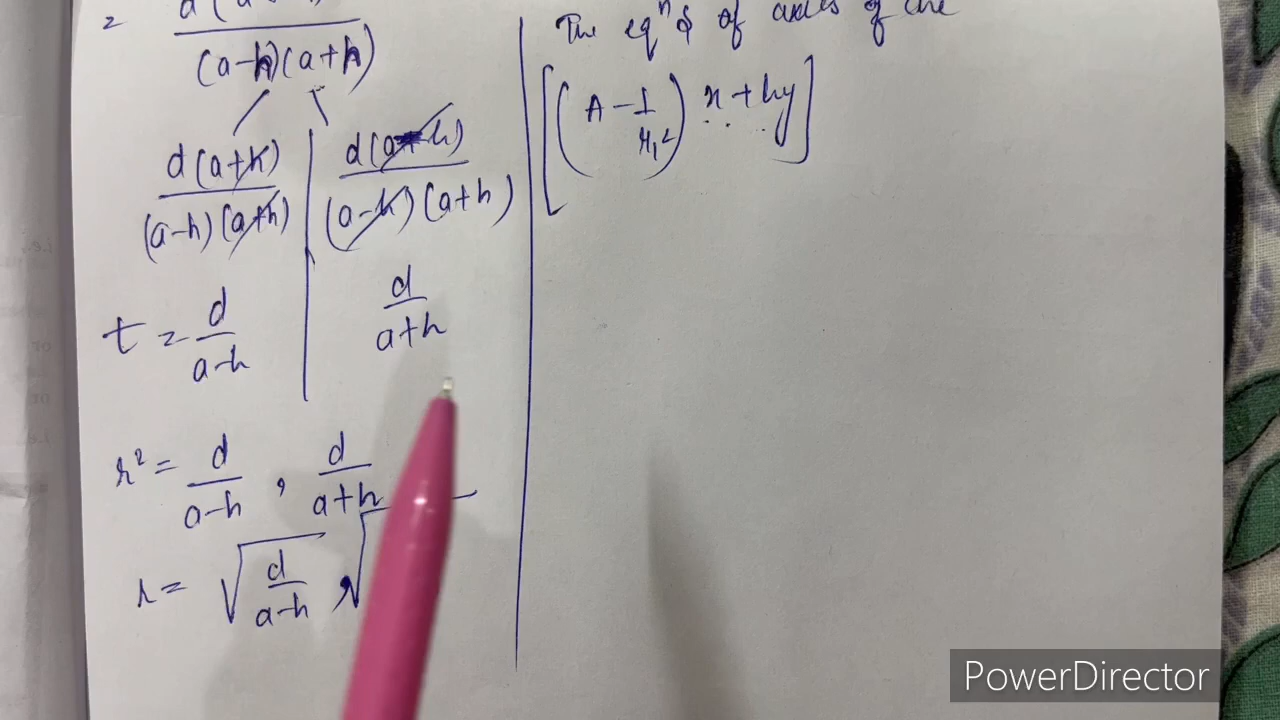 =
(a-h)(a+h)
d(a+h)
(a-h)(a+h)
t = d
a-h
r² = d
a-h
, d
a+h
r = √ d
a-h
, √
d(a h)
(a-h)(a+h)
d
a+h
The eqⁿs of axes of the
[(A - 1
r₁²) x + hy]
PowerDirector